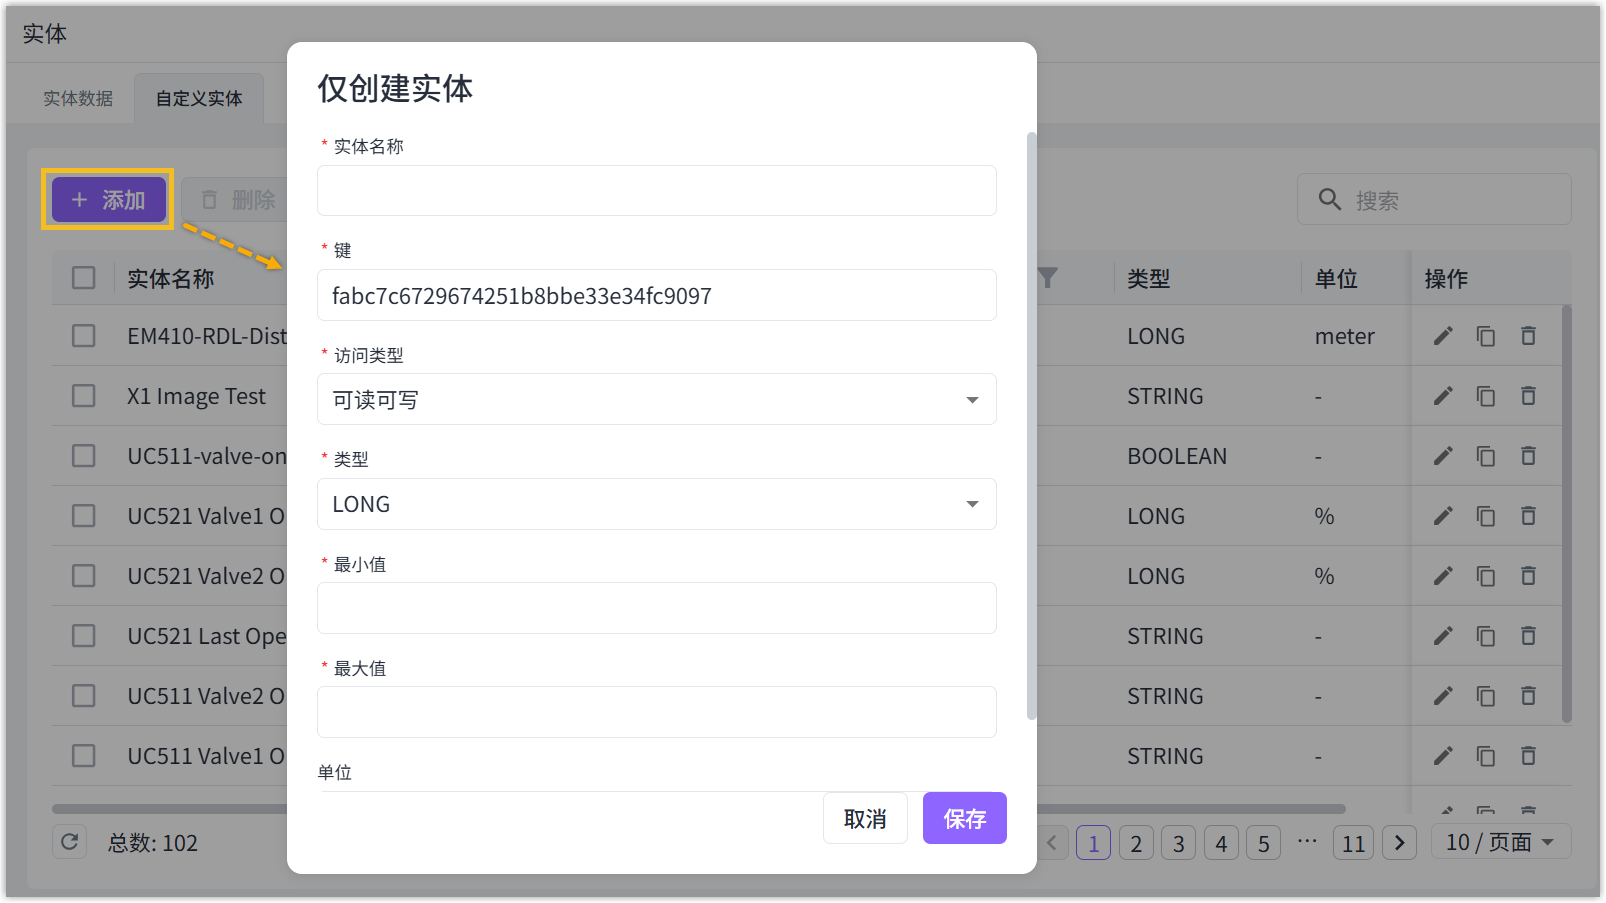 实体
实体数据 自定义实体
+ 添加 删除 搜索
实体名称 类型 单位 操作
EM410-RDL-Dist LONG meter
X1 Image Test STRING -
UC511-valve-on BOOLEAN -
UC521 Valve1 O LONG %
UC521 Valve2 O LONG %
UC521 Last Ope STRING -
UC511 Valve2 O STRING -
UC511 Valve1 O STRING -
总数: 102 1 2 3 4 5 ... 11 10 / 页面
仅创建实体
* 实体名称
* 键
fabc7c6729674251b8bbe33e34fc9097
* 访问类型
可读可写
* 类型
LONG
* 最小值
* 最大值
单位
取消 保存